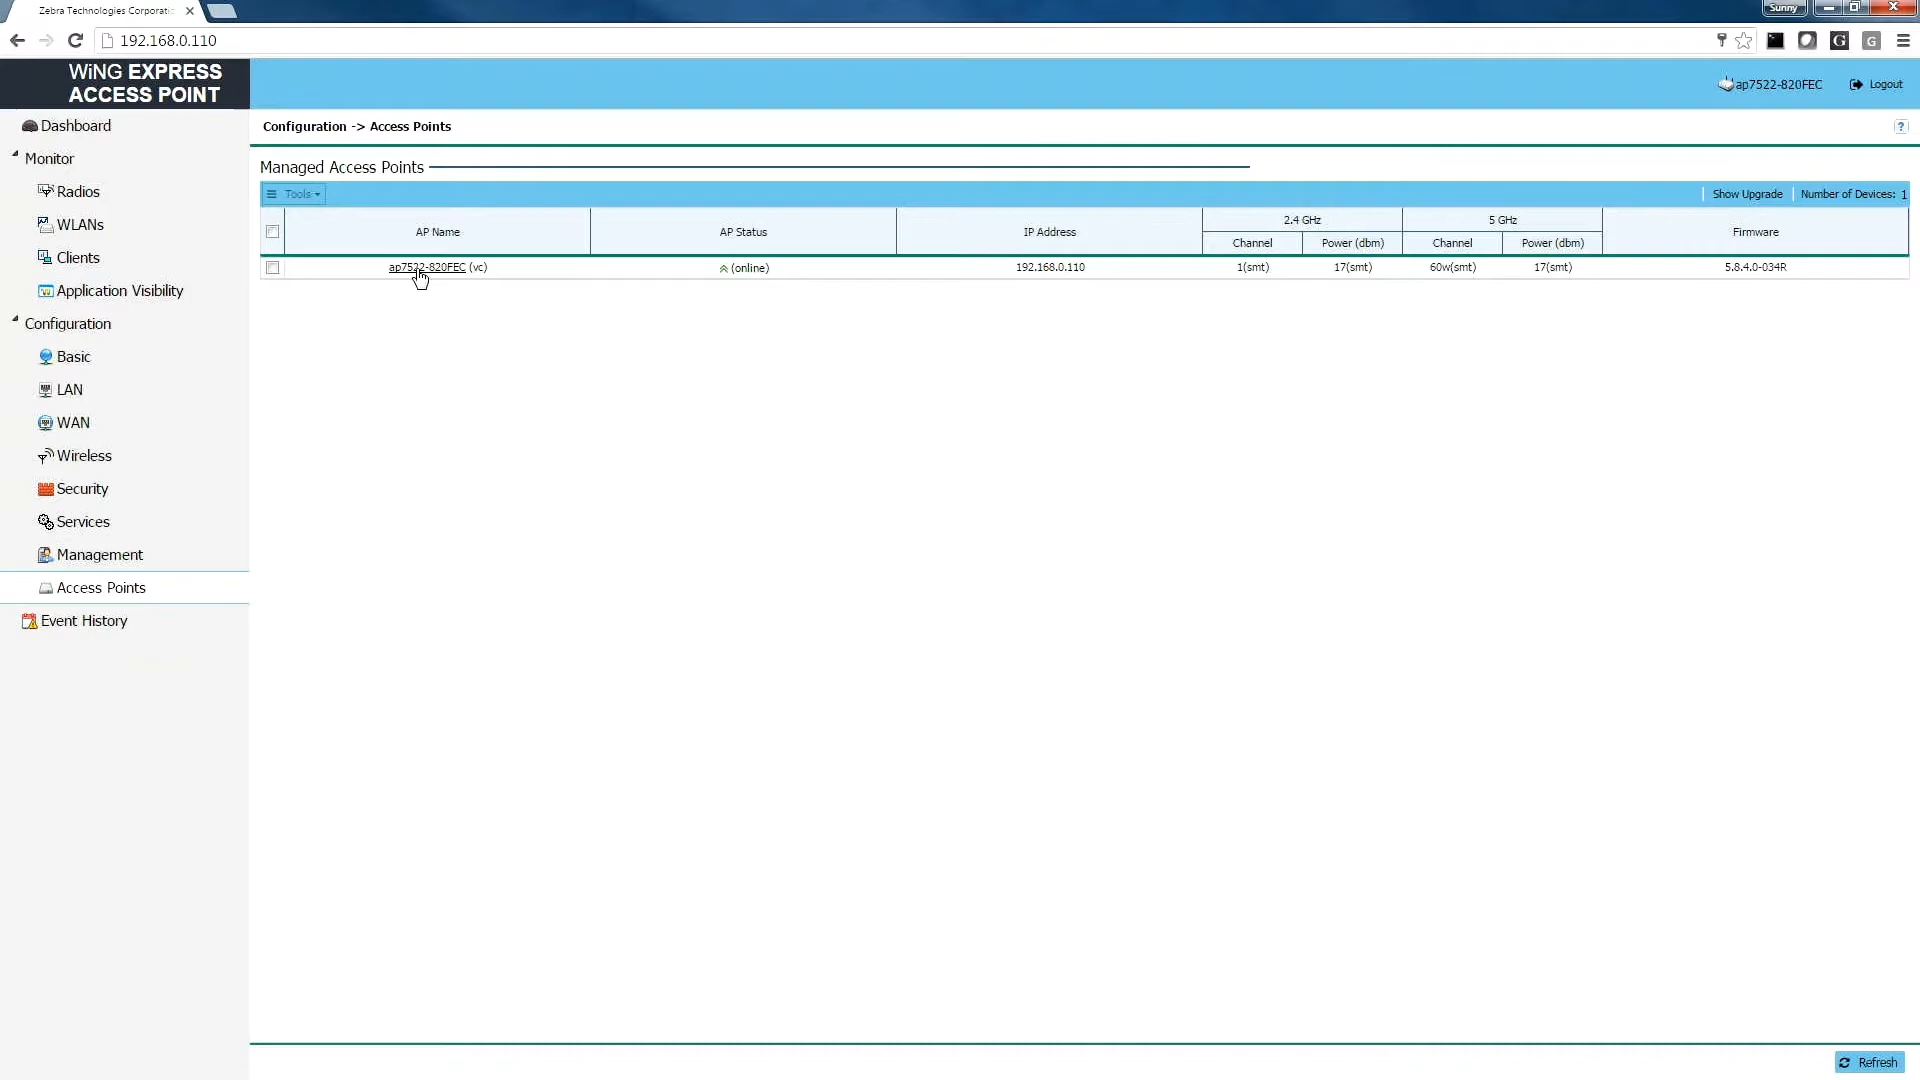 Zebra Technologies Corporatio
Sunny
192.168.0.110
WiNG EXPRESS
ACCESS POINT
ap7522-820FEC
Logout
Dashboard
Configuration -> Access Points
?
Monitor
Managed Access Points
Radios
Tools
Show Upgrade
Number of Devices: 1
WLANs
AP Name
AP Status
IP Address
2.4 GHz
5 GHz
Firmware
Channel
Power (dbm)
Channel
Power (dbm)
Clients
ap7522-820FEC (vc)
(online)
192.168.0.110
1(smt)
17(smt)
60w(smt)
17(smt)
5.8.4.0-034R
Application Visibility
Configuration
Basic
LAN
WAN
Wireless
Security
Services
Management
Access Points
Event History
Refresh